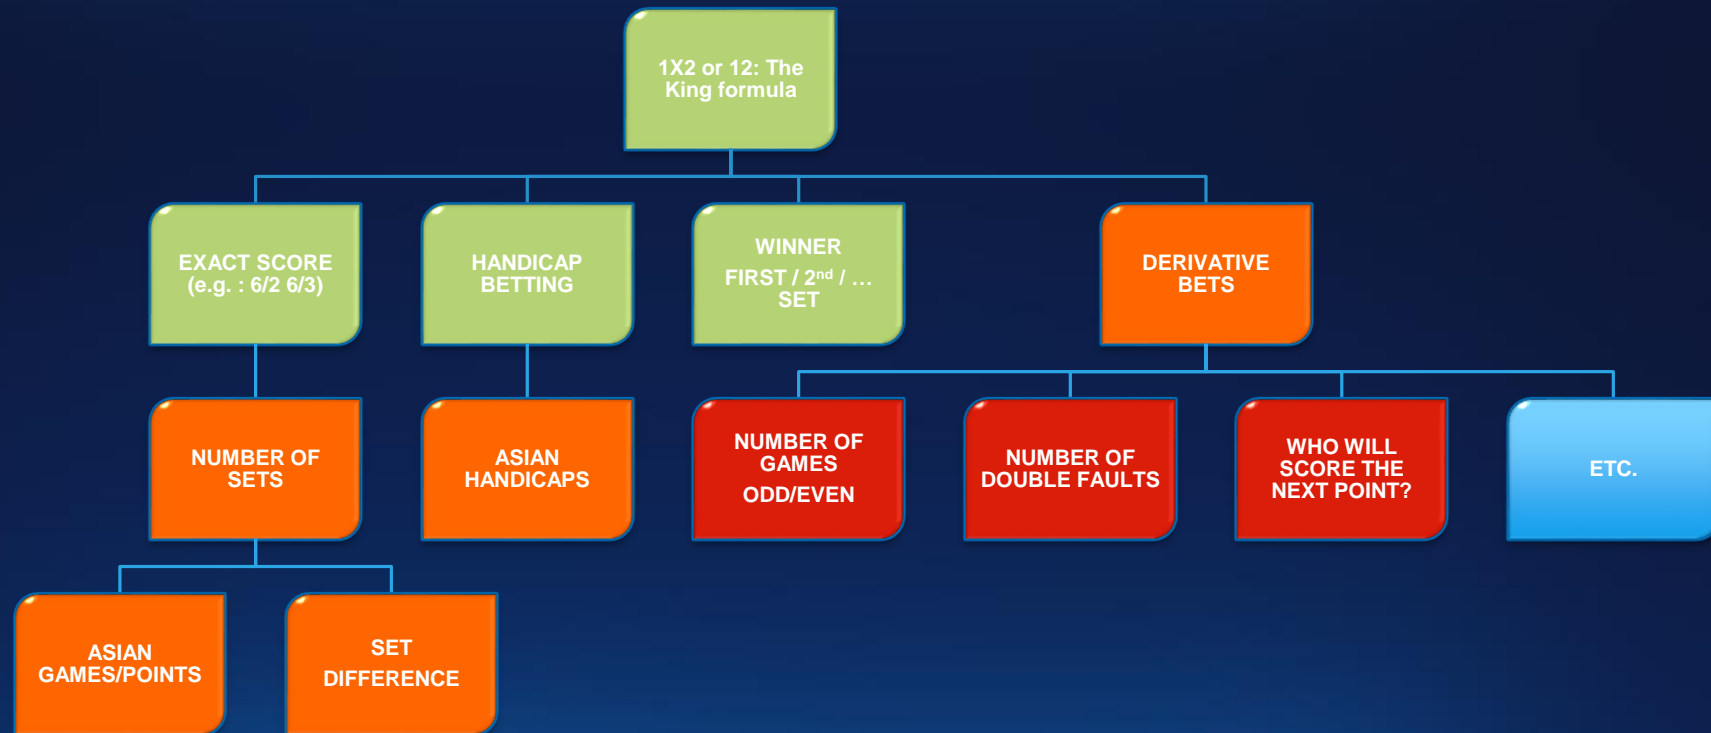 1X2 or 12: The
King formula
EXACT SCORE
(e.g. : 6/2 6/3)
HANDICAP
BETTING
WINNER
FIRST / 2nd / ...
SET
DERIVATIVE
BETS
NUMBER OF
SETS
ASIAN
HANDICAPS
NUMBER OF
GAMES
ODD/EVEN
NUMBER OF
DOUBLE FAULTS
WHO WILL
SCORE THE
NEXT POINT?
ETC.
ASIAN
GAMES/POINTS
SET
DIFFERENCE